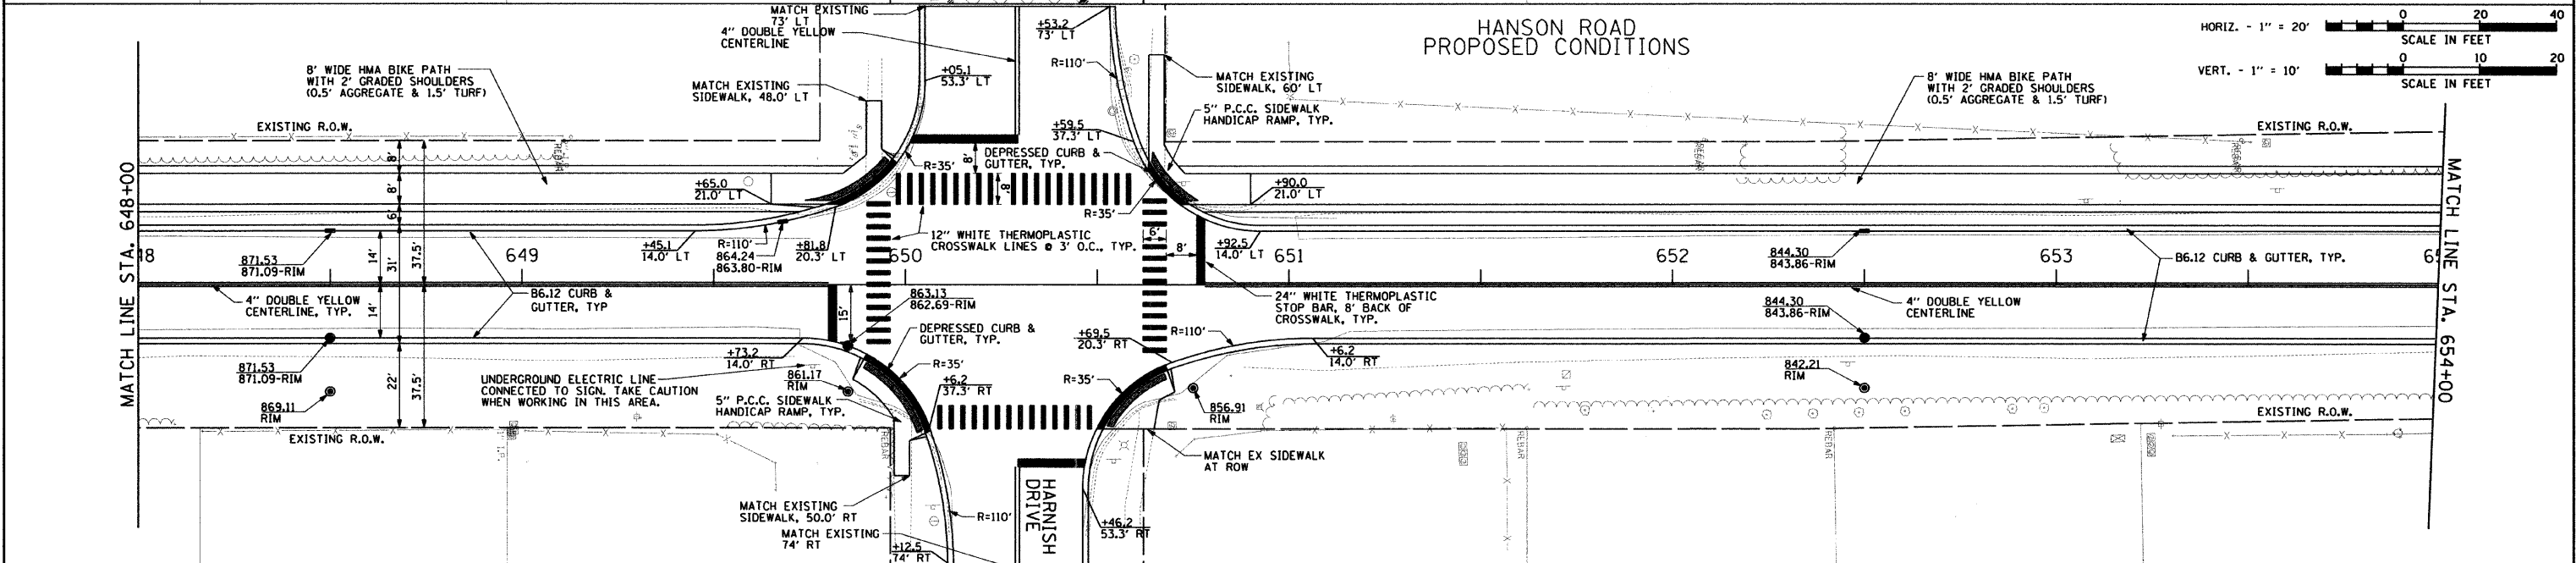 HANSON ROAD
PROPOSED CONDITIONS
HORIZ. - 1" = 20'
0 20 40
SCALE IN FEET
VERT. - 1" = 10'
0 10 20
SCALE IN FEET
MATCH EXISTING
73' LT
4" DOUBLE YELLOW
CENTERLINE
+53.2
73' LT
8' WIDE HMA BIKE PATH
WITH 2' GRADED SHOULDERS
(0.5' AGGREGATE & 1.5' TURF)
MATCH EXISTING
SIDEWALK, 48.0' LT
+05.1
53.3' LT
R=110'
MATCH EXISTING
SIDEWALK, 60' LT
5" P.C.C. SIDEWALK
HANDICAP RAMP, TYP.
8' WIDE HMA BIKE PATH
WITH 2' GRADED SHOULDERS
(0.5' AGGREGATE & 1.5' TURF)
EXISTING R.O.W.
EXISTING R.O.W.
+59.5
37.3' LT
DEPRESSED CURB &
GUTTER, TYP.
R=35'
8'
8'
REBAR
REBAR
REBAR
8'
8'
6'
+65.0
21.0' LT
+90.0
21.0' LT
R=35'
MATCH LINE STA. 648+00
MATCH LINE STA. 654+00
12" WHITE THERMOPLASTIC
CROSSWALK LINES @ 3' O.C., TYP.
6'
8'
14'
31'
37.5'
+45.1
14.0' LT
R=110'
864.24
863.80-RIM
+81.8
20.3' LT
+92.5
14.0' LT
871.53
871.09-RIM
844.30
843.86-RIM
B6.12 CURB & GUTTER, TYP.
48
649
650
651
652
653
65
4" DOUBLE YELLOW
CENTERLINE, TYP.
14'
B6.12 CURB &
GUTTER, TYP
15'
863.13
862.69-RIM
24" WHITE THERMOPLASTIC
STOP BAR, 8' BACK OF
CROSSWALK, TYP.
844.30
843.86-RIM
4" DOUBLE YELLOW
CENTERLINE
DEPRESSED CURB &
GUTTER, TYP.
+69.5
20.3' RT
R=110'
+73.2
14.0' RT
+6.2
14.0' RT
871.53
871.09-RIM
22'
37.5'
UNDERGROUND ELECTRIC LINE
CONNECTED TO SIGN. TAKE CAUTION
WHEN WORKING IN THIS AREA.
861.17
RIM
R=35'
+6.2
37.3' RT
R=35'
842.21
RIM
869.11
RIM
5" P.C.C. SIDEWALK
HANDICAP RAMP, TYP.
856.91
RIM
EXISTING R.O.W.
EXISTING R.O.W.
REBAR
REBAR
REBAR
MATCH EX SIDEWALK
AT ROW
MATCH EXISTING
SIDEWALK, 50.0' RT
R=110'
HARNISH
DRIVE
MATCH EXISTING
74' RT
+12.5
74' RT
+46.2
53.3' RT